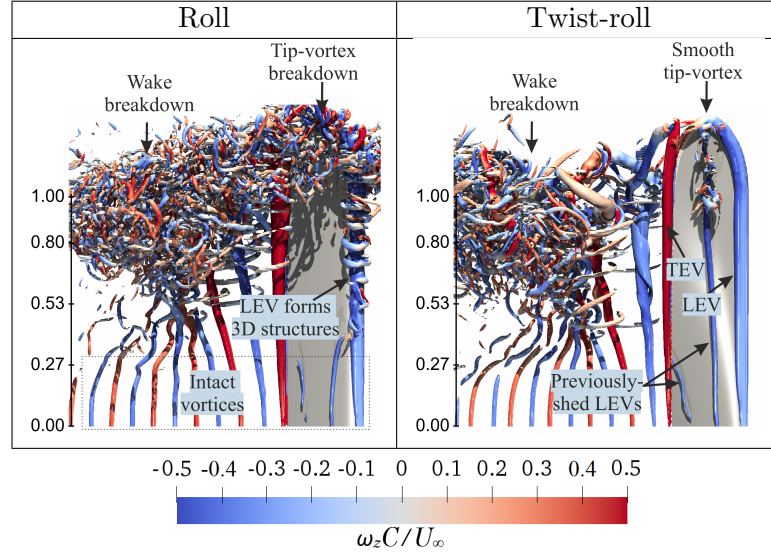 Roll
Twist-roll
Wake
breakdown
Tip-vortex
breakdown
1.00
0.80
0.53
0.27
0.00
LEV forms
3D structures
Intact
vortices
Wake
breakdown
Smooth
tip-vortex
1.00
0.80
0.53
0.27
0.00
TEV
LEV
Previously-
shed LEVs
-0.5 -0.4 -0.3 -0.2 -0.1 0 0.1 0.2 0.3 0.4 0.5
ω_zC/U_∞